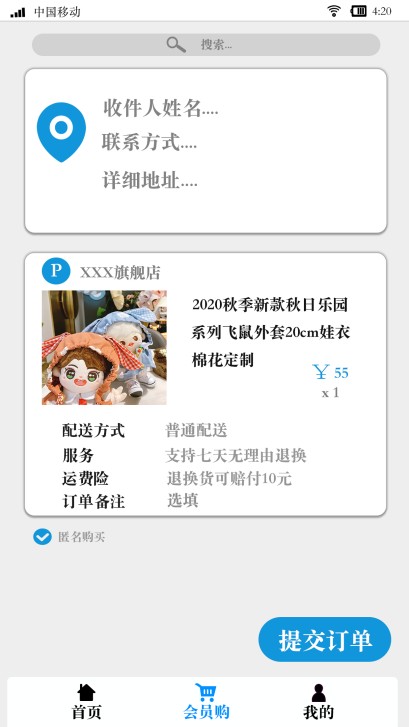 中国移动 4:20
搜索...
收件人姓名....
联系方式....
详细地址....
P XXX旗舰店
2020秋季新款秋日乐园
系列飞鼠外套20cm娃衣
棉花定制
¥ 55
x 1
配送方式 普通配送
服务 支持七天无理由退换
运费险 退换货可赔付10元
订单备注 选填
匿名购买
提交订单
首页 会员购 我的